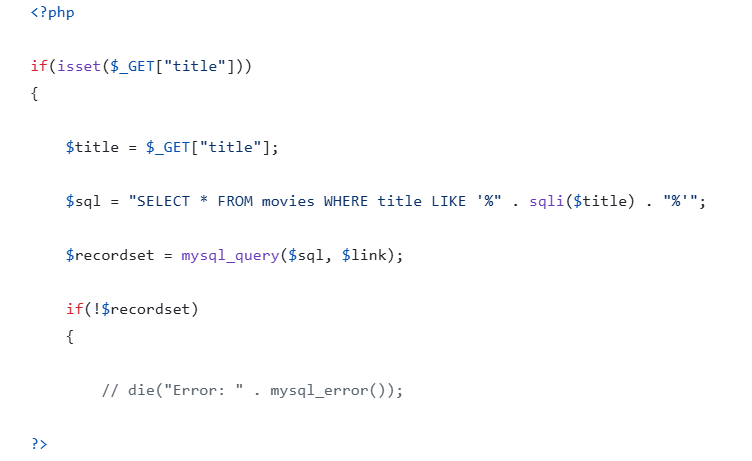 <?php
if(isset($_GET["title"]))
{
$title = $_GET["title"];
$sql = "SELECT * FROM movies WHERE title LIKE '%" . sqli($title) . "%'";
$recordset = mysql_query($sql, $link);
if(!$recordset)
{
// die("Error: " . mysql_error());
?>